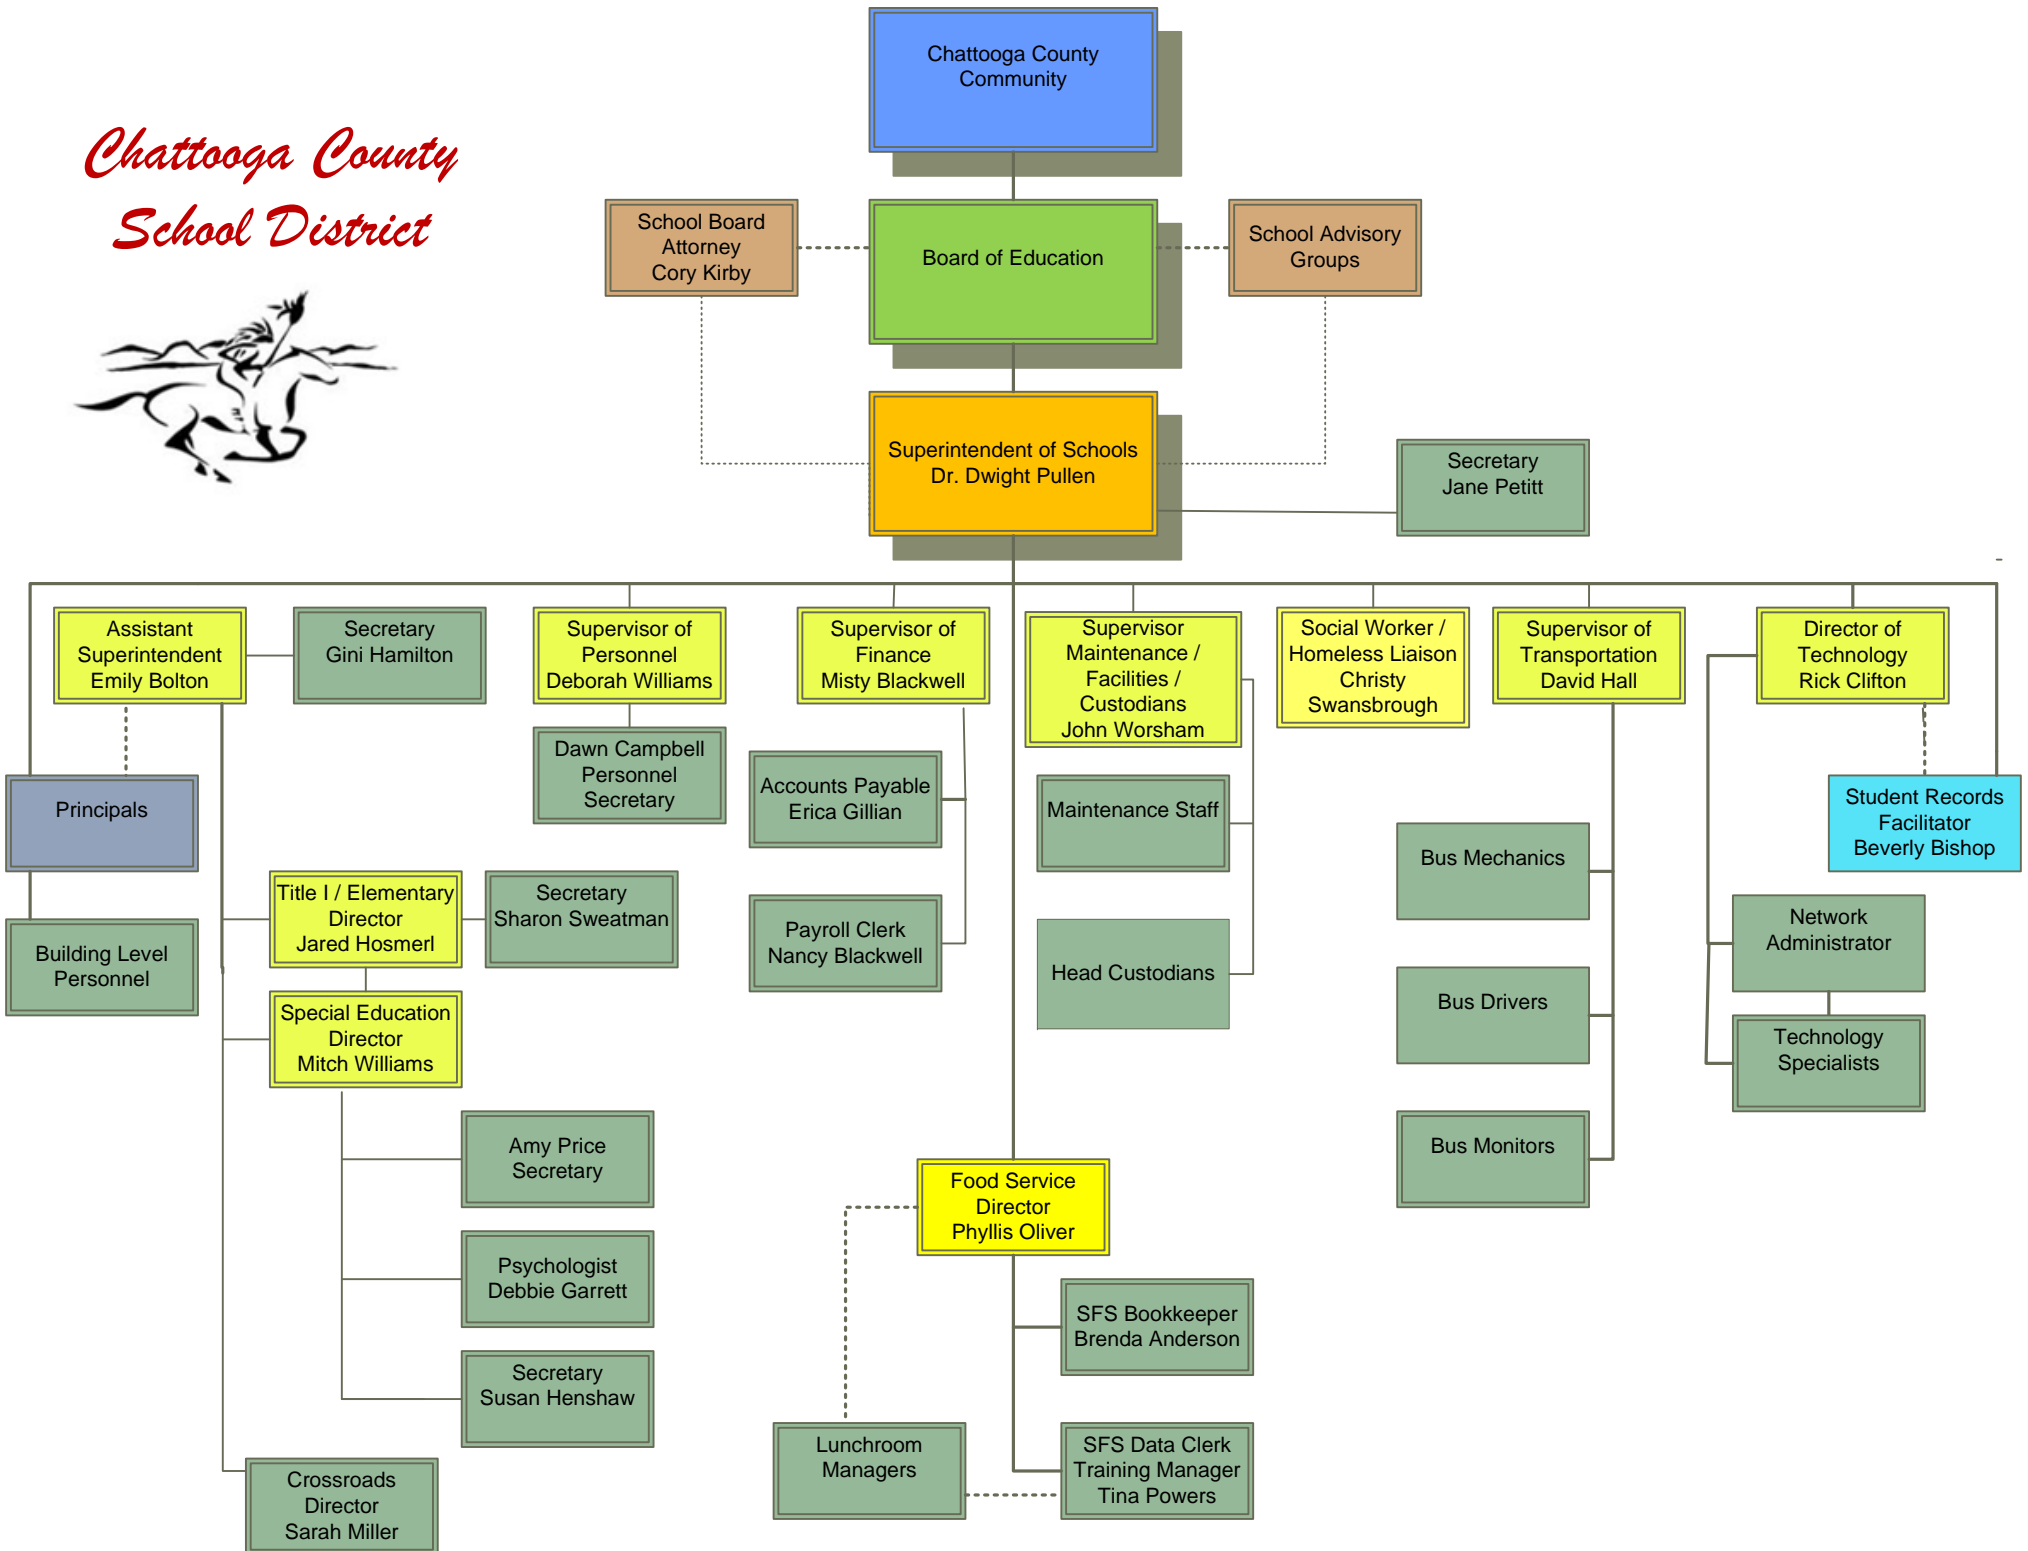 Chattooga County
Community
Chattooga County
School District
School Board
Attorney
Cory Kirby
Board of Education
School Advisory
Groups
Superintendent of Schools
Dr. Dwight Pullen
Secretary
Jane Petitt
Assistant
Superintendent
Emily Bolton
Secretary
Gini Hamilton
Supervisor of
Personnel
Deborah Williams
Supervisor of
Finance
Misty Blackwell
Supervisor
Maintenance /
Facilities /
Custodians
John Worsham
Social Worker /
Homeless Liaison
Christy
Swansbrough
Supervisor of
Transportation
David Hall
Director of
Technology
Rick Clifton
Dawn Campbell
Personnel
Secretary
Accounts Payable
Erica Gillian
Principals
Maintenance Staff
Student Records
Facilitator
Beverly Bishop
Bus Mechanics
Title I / Elementary
Director
Jared Hosmerl
Secretary
Sharon Sweatman
Payroll Clerk
Nancy Blackwell
Building Level
Personnel
Head Custodians
Network
Administrator
Bus Drivers
Special Education
Director
Mitch Williams
Technology
Specialists
Amy Price
Secretary
Bus Monitors
Food Service
Director
Phyllis Oliver
Psychologist
Debbie Garrett
SFS Bookkeeper
Brenda Anderson
Secretary
Susan Henshaw
Lunchroom
Managers
SFS Data Clerk
Training Manager
Tina Powers
Crossroads
Director
Sarah Miller